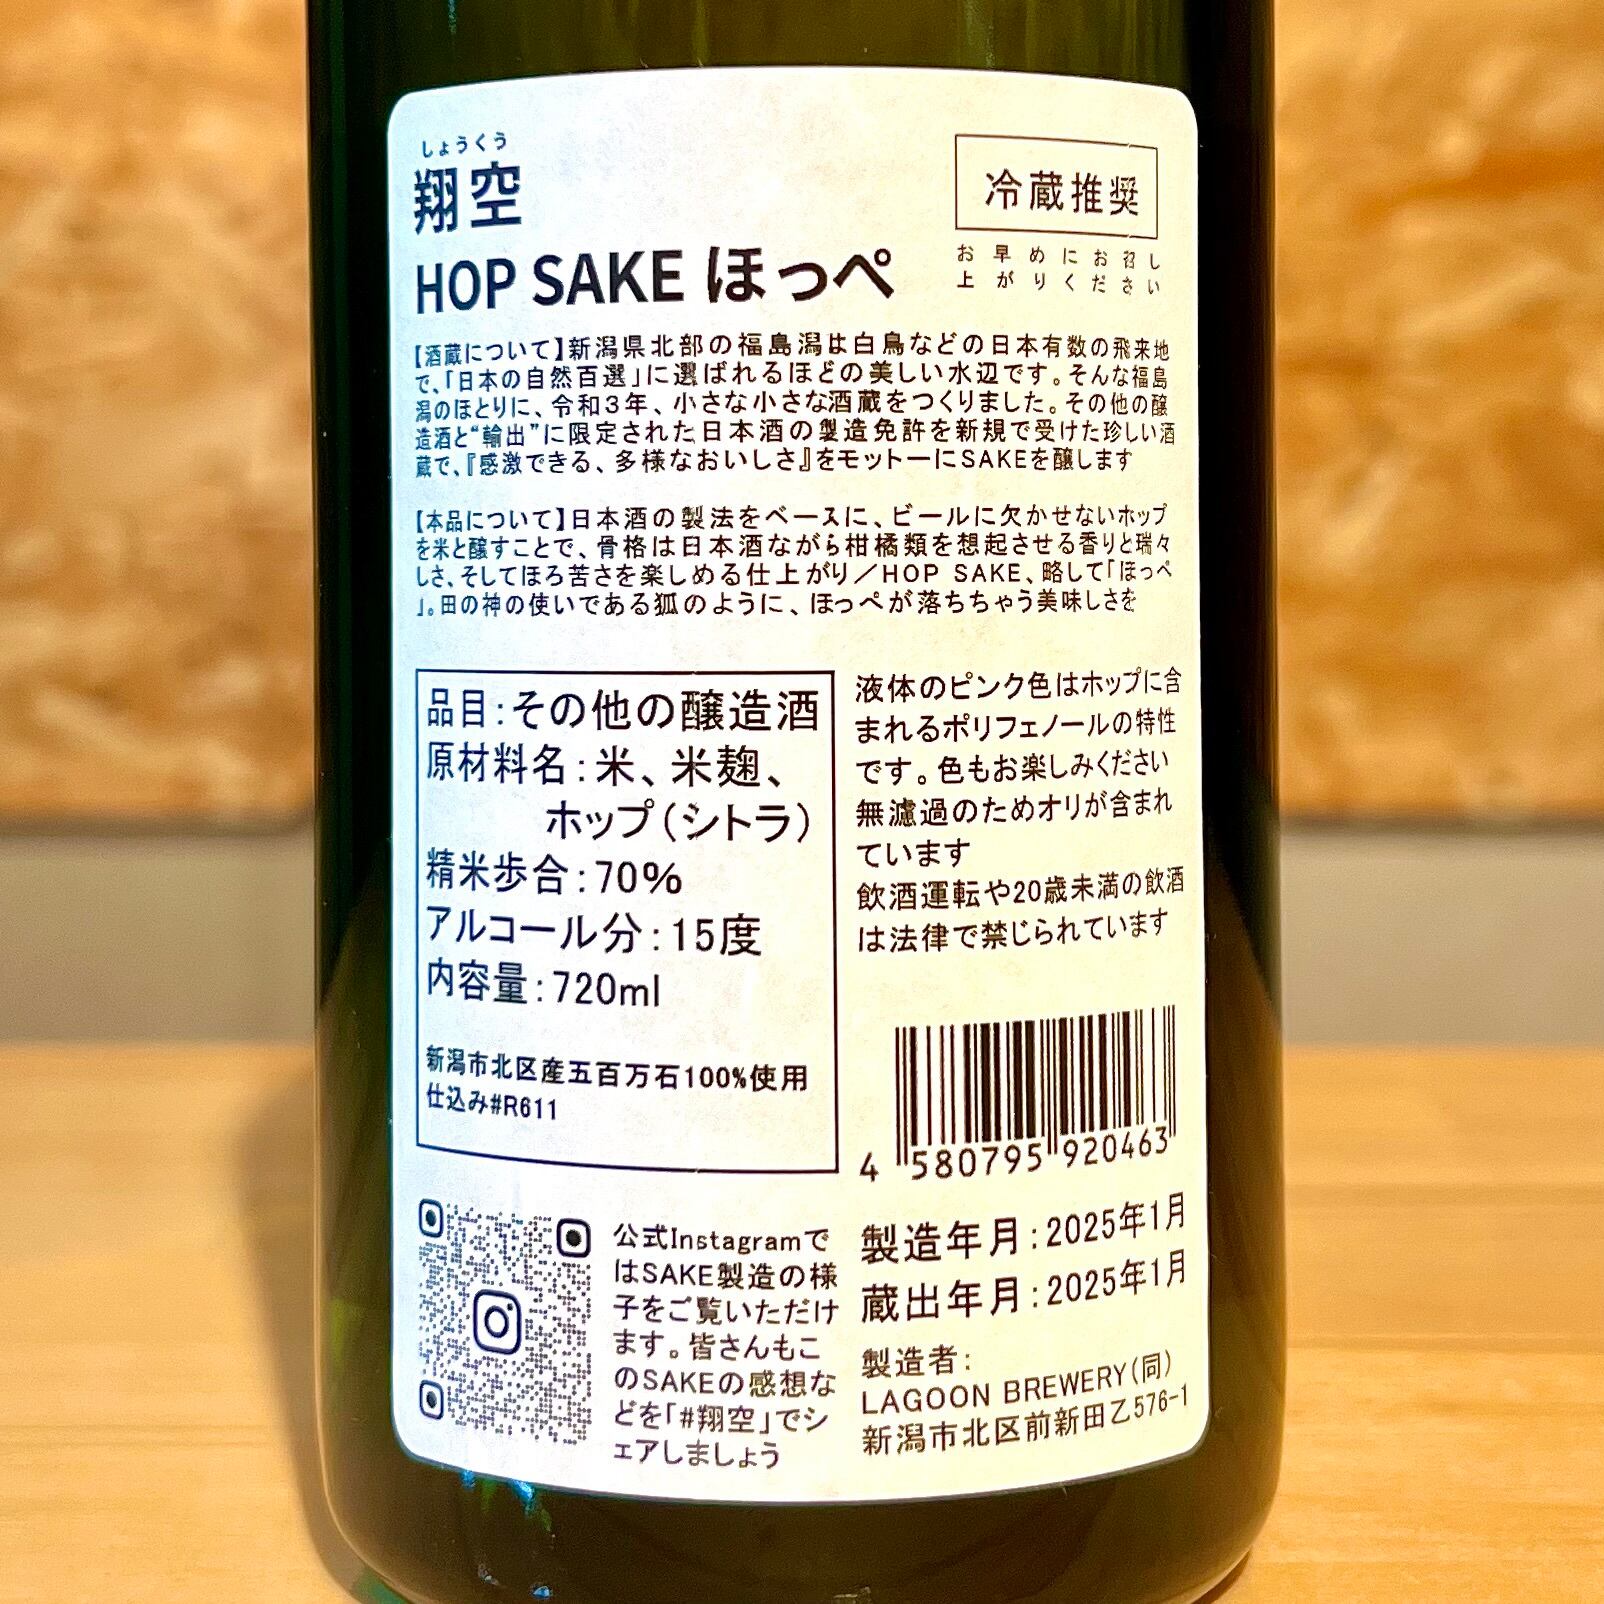 しょうくう
翔空
HOP SAKE ほっぺ
冷蔵推奨
お早めにお召し
上がりください
【酒蔵について】新潟県北部の福島潟は白鳥などの日本有数の飛来地
で、「日本の自然百選」に選ばれるほどの美しい水辺です。そんな福島
潟のほとりに、令和3年、小さな小さな酒蔵をつくりました。その他の醸
造酒と“輸出”に限定された日本酒の製造免許を新規で受けた珍しい酒
蔵で、『感激できる、多様なおいしさ』をモットーにSAKEを醸します
【本品について】日本酒の製法をベースに、ビールに欠かせないホップ
を米と醸すことで、骨格は日本酒ながら柑橘類を想起させる香りと瑞々
しさ、そしてほろ苦さを楽しめる仕上がり／HOP SAKE、略して「ほっぺ
」。田の神の使いである狐のように、ほっぺが落ちちゃう美味しさを
品目：その他の醸造酒
原材料名：米、米麹、
ホップ（シトラ）
精米歩合：70％
アルコール分：15度
内容量：720ml
新潟市北区産五百万石100％使用
仕込み#R611
液体のピンク色はホップに含
まれるポリフェノールの特性
です。色もお楽しみください
無濾過のためオリが含まれ
ています
飲酒運転や20歳未満の飲酒
は法律で禁じられています
4 580795 920463
公式Instagramで
はSAKE製造の様
子をご覧いただけ
ます。皆さんもこ
のSAKEの感想な
どを「#翔空」でシ
ェアしましょう
製造年月：2025年1月
蔵出年月：2025年1月
製造者：
LAGOON BREWERY（同）
新潟市北区前新田乙576-1